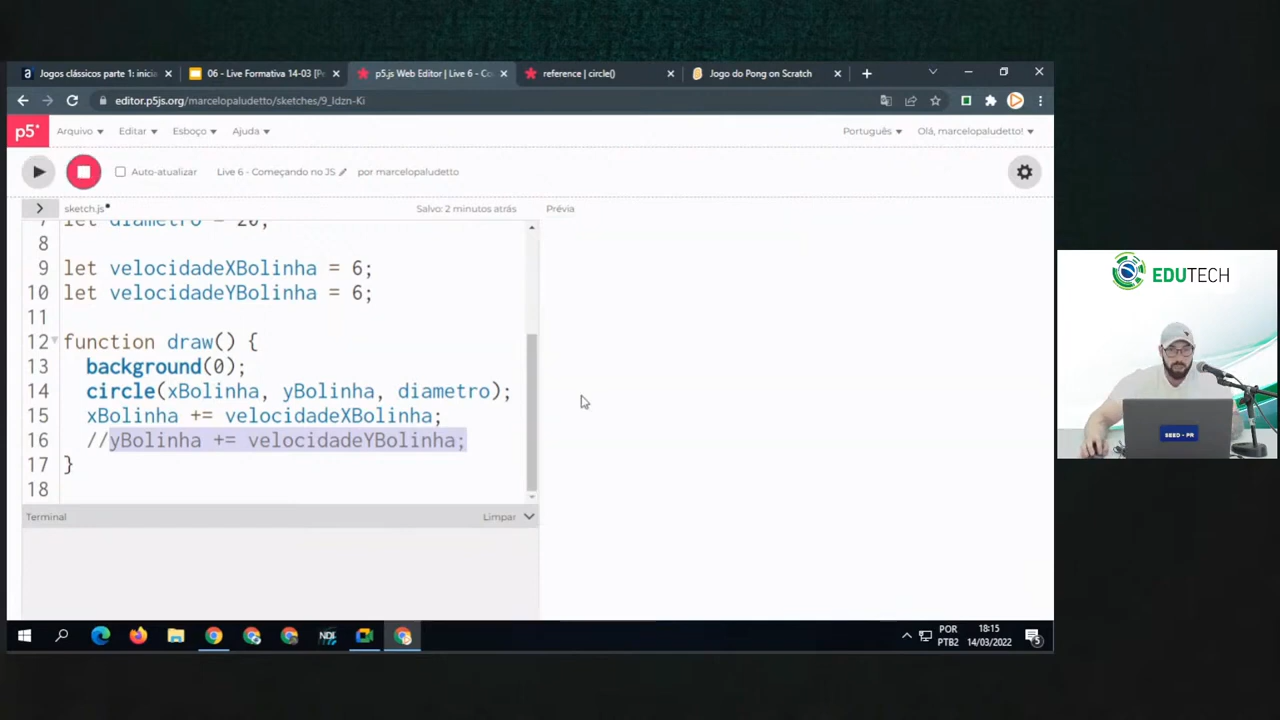 Jogos clássicos parte 1: inicia
06 - Live Formativa 14-03 [P
p5.js Web Editor | Live 6 - Co
reference | circle()
Jogo do Pong on Scratch
editor.p5js.org/marcelopaludetto/sketches/9_Idzn-Ki
p5*
Arquivo
Editar
Esboço
Ajuda
Português
Olá, marcelopaludetto!
Auto-atualizar
Live 6 - Começando no JS
por marcelopaludetto
sketch.js
Salvo: 2 minutos atrás
Prévia
7 let diametro = 20;
8
9 let velocidadeXBolinha = 6;
10 let velocidadeYBolinha = 6;
11
12 function draw() {
13 background(0);
14 circle(xBolinha, yBolinha, diametro);
15 xBolinha += velocidadeXBolinha;
16 //yBolinha += velocidadeYBolinha;
17 }
18
Terminal
Limpar
POR
PTB2
18:15
14/03/2022
5
EDUTECH
SEED - PR